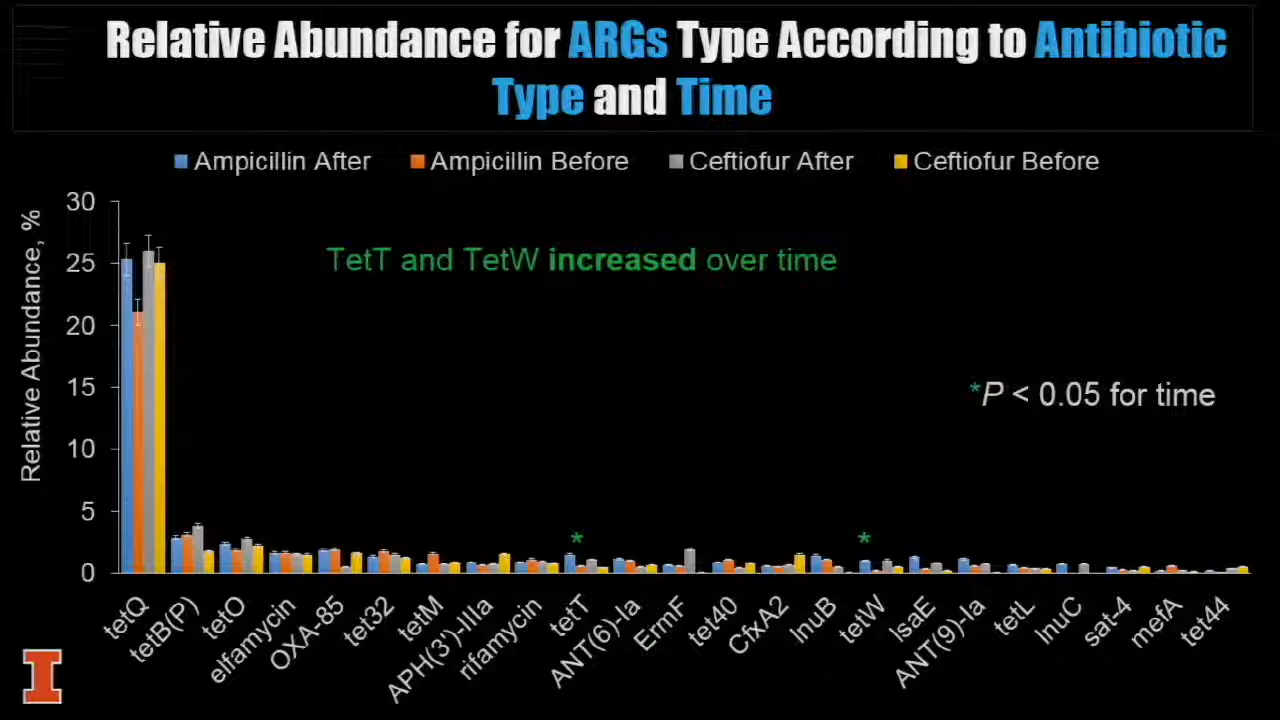 Relative Abundance for ARGs Type According to Antibiotic
Type and Time
Ampicillin After
Ampicillin Before
Ceftiofur After
Ceftiofur Before
Relative Abundance, %
30
25
20
15
10
5
0
TetT and TetW increased over time
*P < 0.05 for time
*
*
tetQ
tetB(P)
tetO
elfamycin
OXA-85
tet32
tetM
APH(3')-IIIa
rifamycin
tetT
ANT(6)-Ia
ErmF
tet40
CfxA2
lnuB
tetW
lsaE
ANT(9)-Ia
tetL
lnuC
sat-4
mefA
tet44
I